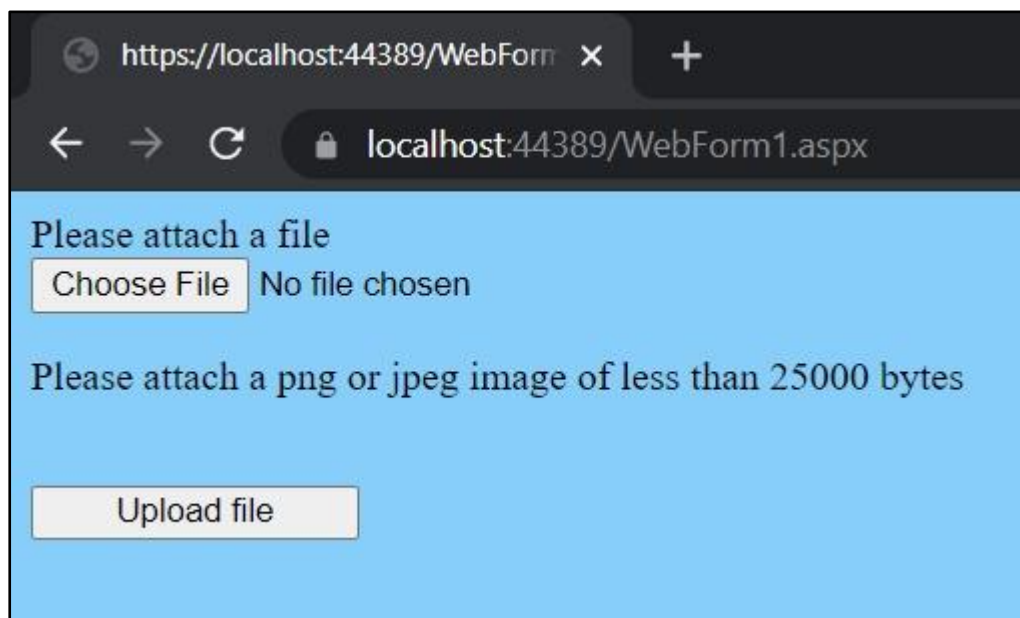 https://localhost:44389/WebForm
localhost:44389/WebForm1.aspx
Please attach a file
Choose File No file chosen
Please attach a png or jpeg image of less than 25000 bytes
Upload file